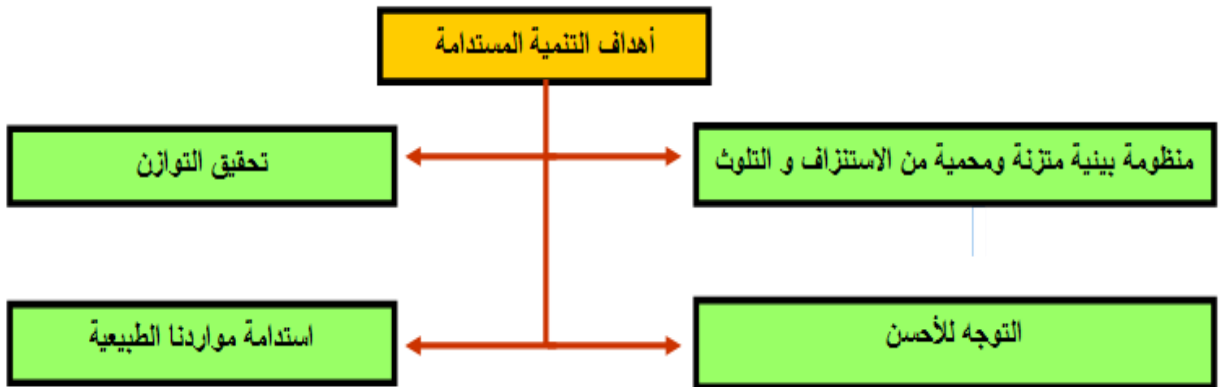 أهداف التنمية المستدامة
منظومة بيئية متزنة ومحمية من الاستنزاف و التلوث
تحقيق التوازن
التوجه للأحسن
استدامة مواردنا الطبيعية